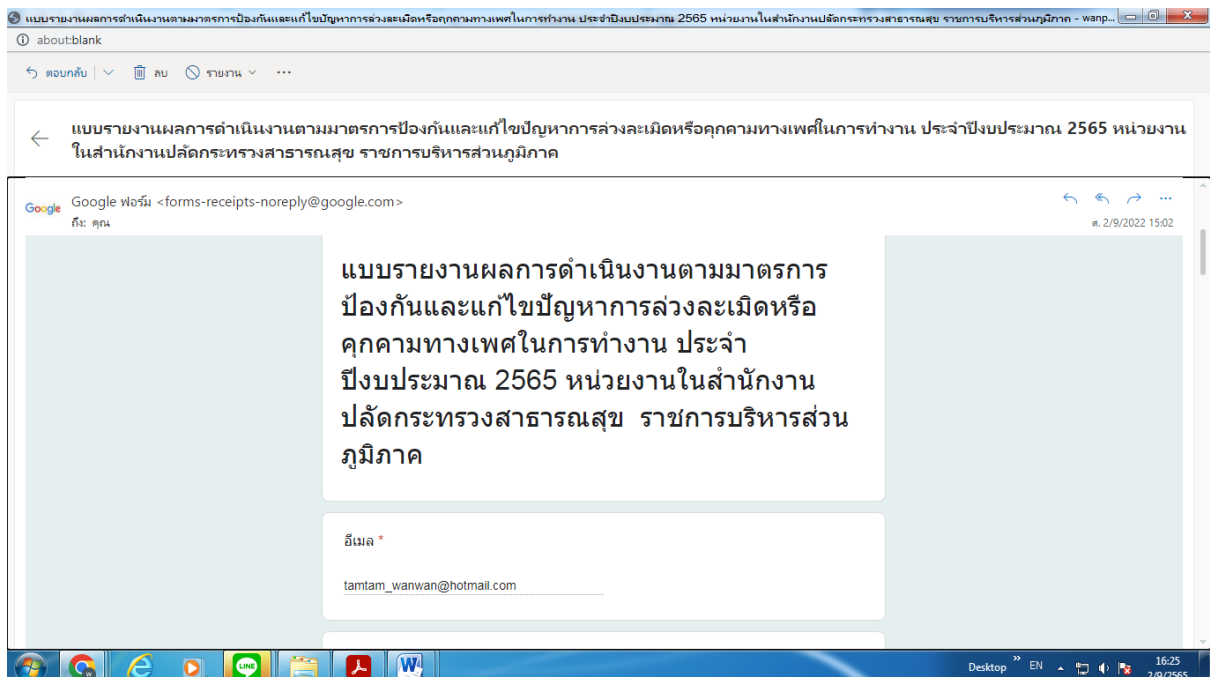 แบบรายงานผลการดำเนินงานตามมาตรการป้องกันและแก้ไขปัญหาการล่วงละเมิดหรือคุกคามทางเพศในการทำงาน ประจำปีงบประมาณ 2565 หน่วยงานในสำนักงานปลัดกระทรวงสาธารณสุข ราชการบริหารส่วนภูมิภาค - wanp...
about:blank
ตอบกลับ ลบ รายงาน ...
แบบรายงานผลการดำเนินงานตามมาตรการป้องกันและแก้ไขปัญหาการล่วงละเมิดหรือคุกคามทางเพศในการทำงาน ประจำปีงบประมาณ 2565 หน่วยงาน
ในสำนักงานปลัดกระทรวงสาธารณสุข ราชการบริหารส่วนภูมิภาค
Google
Google ฟอร์ม <forms-receipts-noreply@google.com>
ถึง: คุณ
ศ. 2/9/2022 15:02
แบบรายงานผลการดำเนินงานตามมาตรการ
ป้องกันและแก้ไขปัญหาการล่วงละเมิดหรือ
คุกคามทางเพศในการทำงาน ประจำ
ปีงบประมาณ 2565 หน่วยงานในสำนักงาน
ปลัดกระทรวงสาธารณสุข ราชการบริหารส่วน
ภูมิภาค
อีเมล *
tamtam_wanwan@hotmail.com
LINE
W
Desktop » EN
16:25
2/9/2565